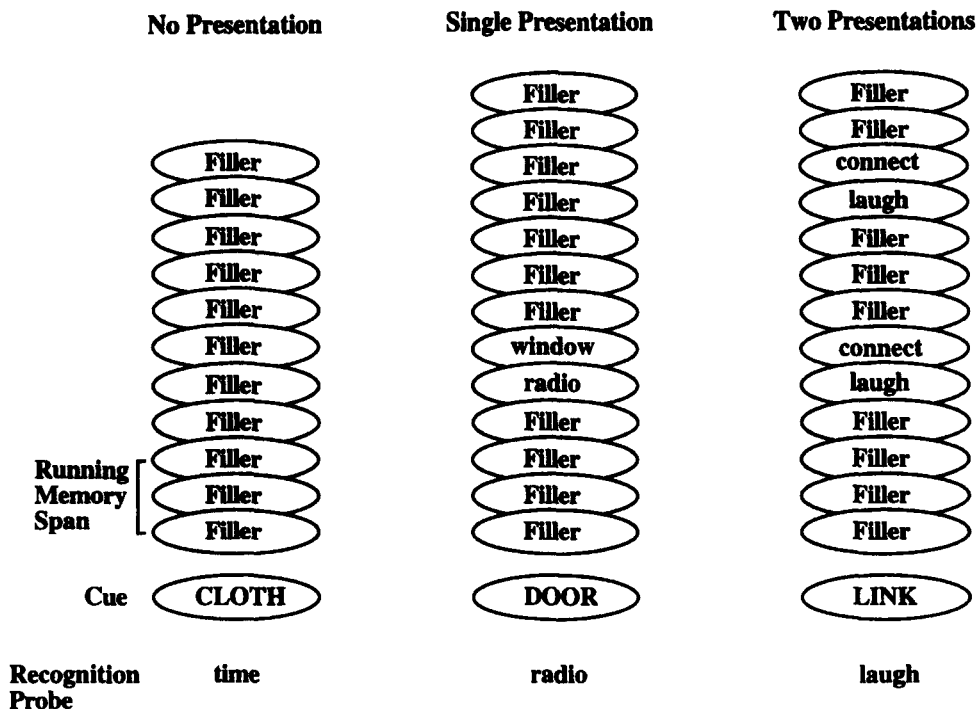 No Presentation Single Presentation Two Presentations
Filler Filler
Filler Filler
Filler Filler connect
Filler Filler laugh
Filler Filler Filler
Filler Filler Filler
Filler Filler Filler
Filler window connect
Filler radio laugh
Filler Filler Filler
Running Memory Span
Filler Filler Filler
Filler Filler Filler
Filler Filler Filler
Cue CLOTH DOOR LINK
Recognition Probe time radio laugh